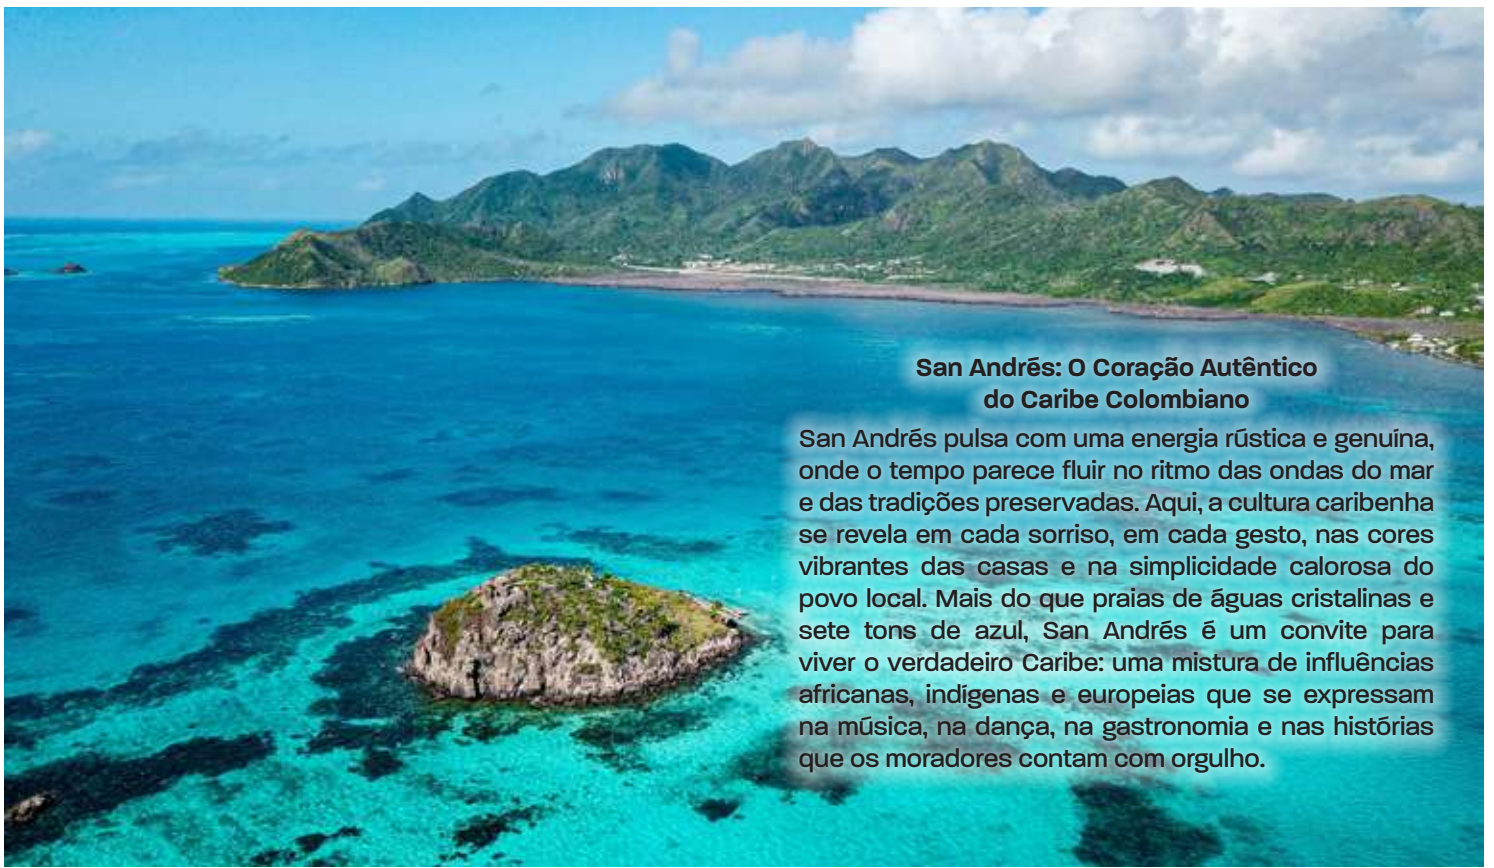 San Andrés: O Coração Autêntico
do Caribe Colombiano
San Andrés pulsa com uma energia rústica e genuína,
onde o tempo parece fluir no ritmo das ondas do mar
e das tradições preservadas. Aqui, a cultura caribenha
se revela em cada sorriso, em cada gesto, nas cores
vibrantes das casas e na simplicidade calorosa do
povo local. Mais do que praias de águas cristalinas e
sete tons de azul, San Andrés é um convite para
viver o verdadeiro Caribe: uma mistura de influências
africanas, indígenas e europeias que se expressam
na música, na dança, na gastronomia e nas histórias
que os moradores contam com orgulho.